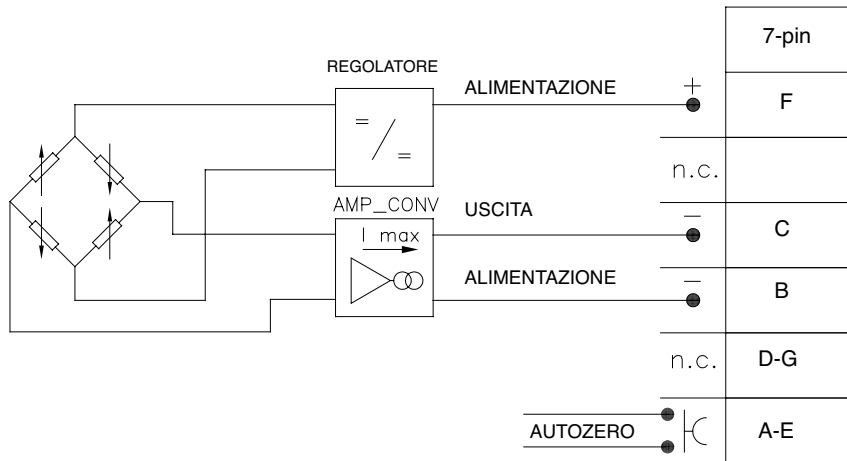 7-pin
REGOLATORE
ALIMENTAZIONE + F
= / =
n.c.
AMP_CONV
USCITA − C
I max
ALIMENTAZIONE − B
n.c. D-G
AUTOZERO A-E